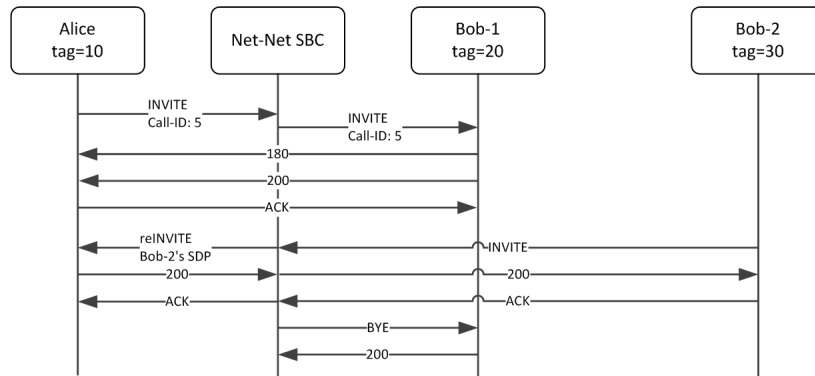 Alice
tag=10
Net-Net SBC
Bob-1
tag=20
Bob-2
tag=30
INVITE
Call-ID: 5
INVITE
Call-ID: 5
180
200
ACK
reINVITE
Bob-2's SDP
INVITE
200
200
ACK
ACK
BYE
200